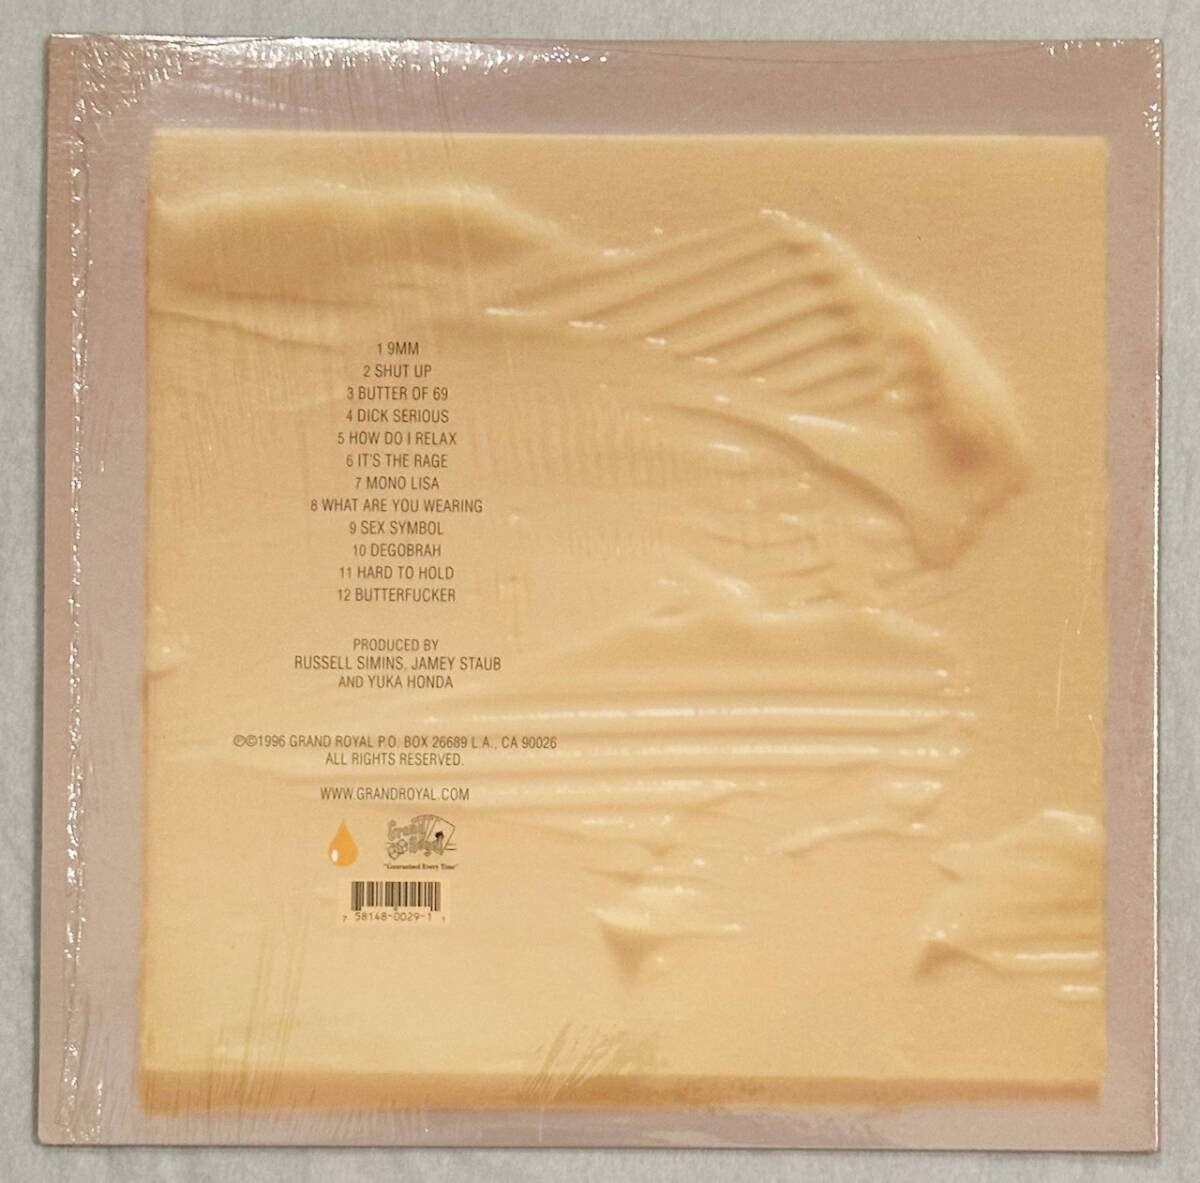 1 9MM
2 SHUT UP
3 BUTTER OF 69
4 DICK SERIOUS
5 HOW DO I RELAX
6 IT'S THE RAGE
7 MONO LISA
8 WHAT ARE YOU WEARING
9 SEX SYMBOL
10 DEGOBRAH
11 HARD TO HOLD
12 BUTTERFUCKER
PRODUCED BY
RUSSELL SIMINS, JAMEY STAUB
AND YUKA HONDA
℗©1996 GRAND ROYAL P.O. BOX 26689 L.A., CA 90026
ALL RIGHTS RESERVED.
WWW.GRANDROYAL.COM
Grand
Royal
"Guaranteed Every Time"
7 58148-0029-1 1